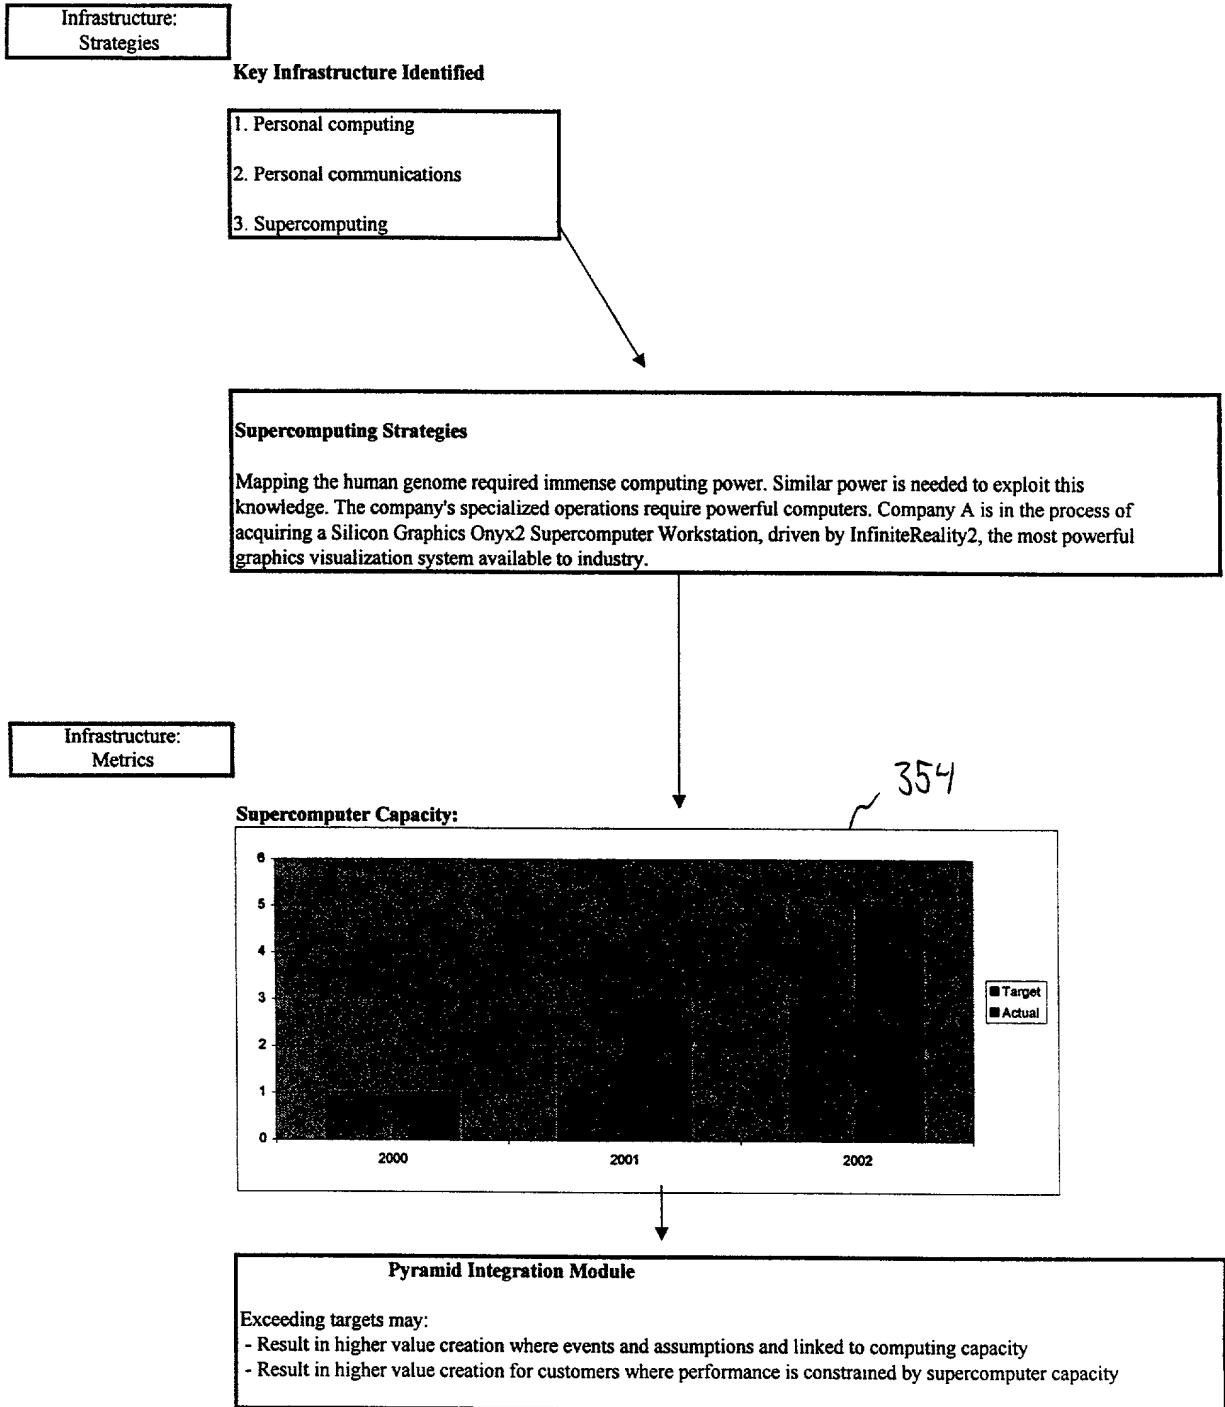 Infrastructure:
Strategies
Key Infrastructure Identified
1. Personal computing
2. Personal communications
3. Supercomputing
Supercomputing Strategies
Mapping the human genome required immense computing power. Similar power is needed to exploit this
knowledge. The company's specialized operations require powerful computers. Company A is in the process of
acquiring a Silicon Graphics Onyx2 Supercomputer Workstation, driven by InfiniteReality2, the most powerful
graphics visualization system available to industry.
Infrastructure:
Metrics
354
Supercomputer Capacity:
6
5
4
3
2
1
0
2000 2001 2002
Target
Actual
Pyramid Integration Module
Exceeding targets may:
- Result in higher value creation where events and assumptions and linked to computing capacity
- Result in higher value creation for customers where performance is constrained by supercomputer capacity